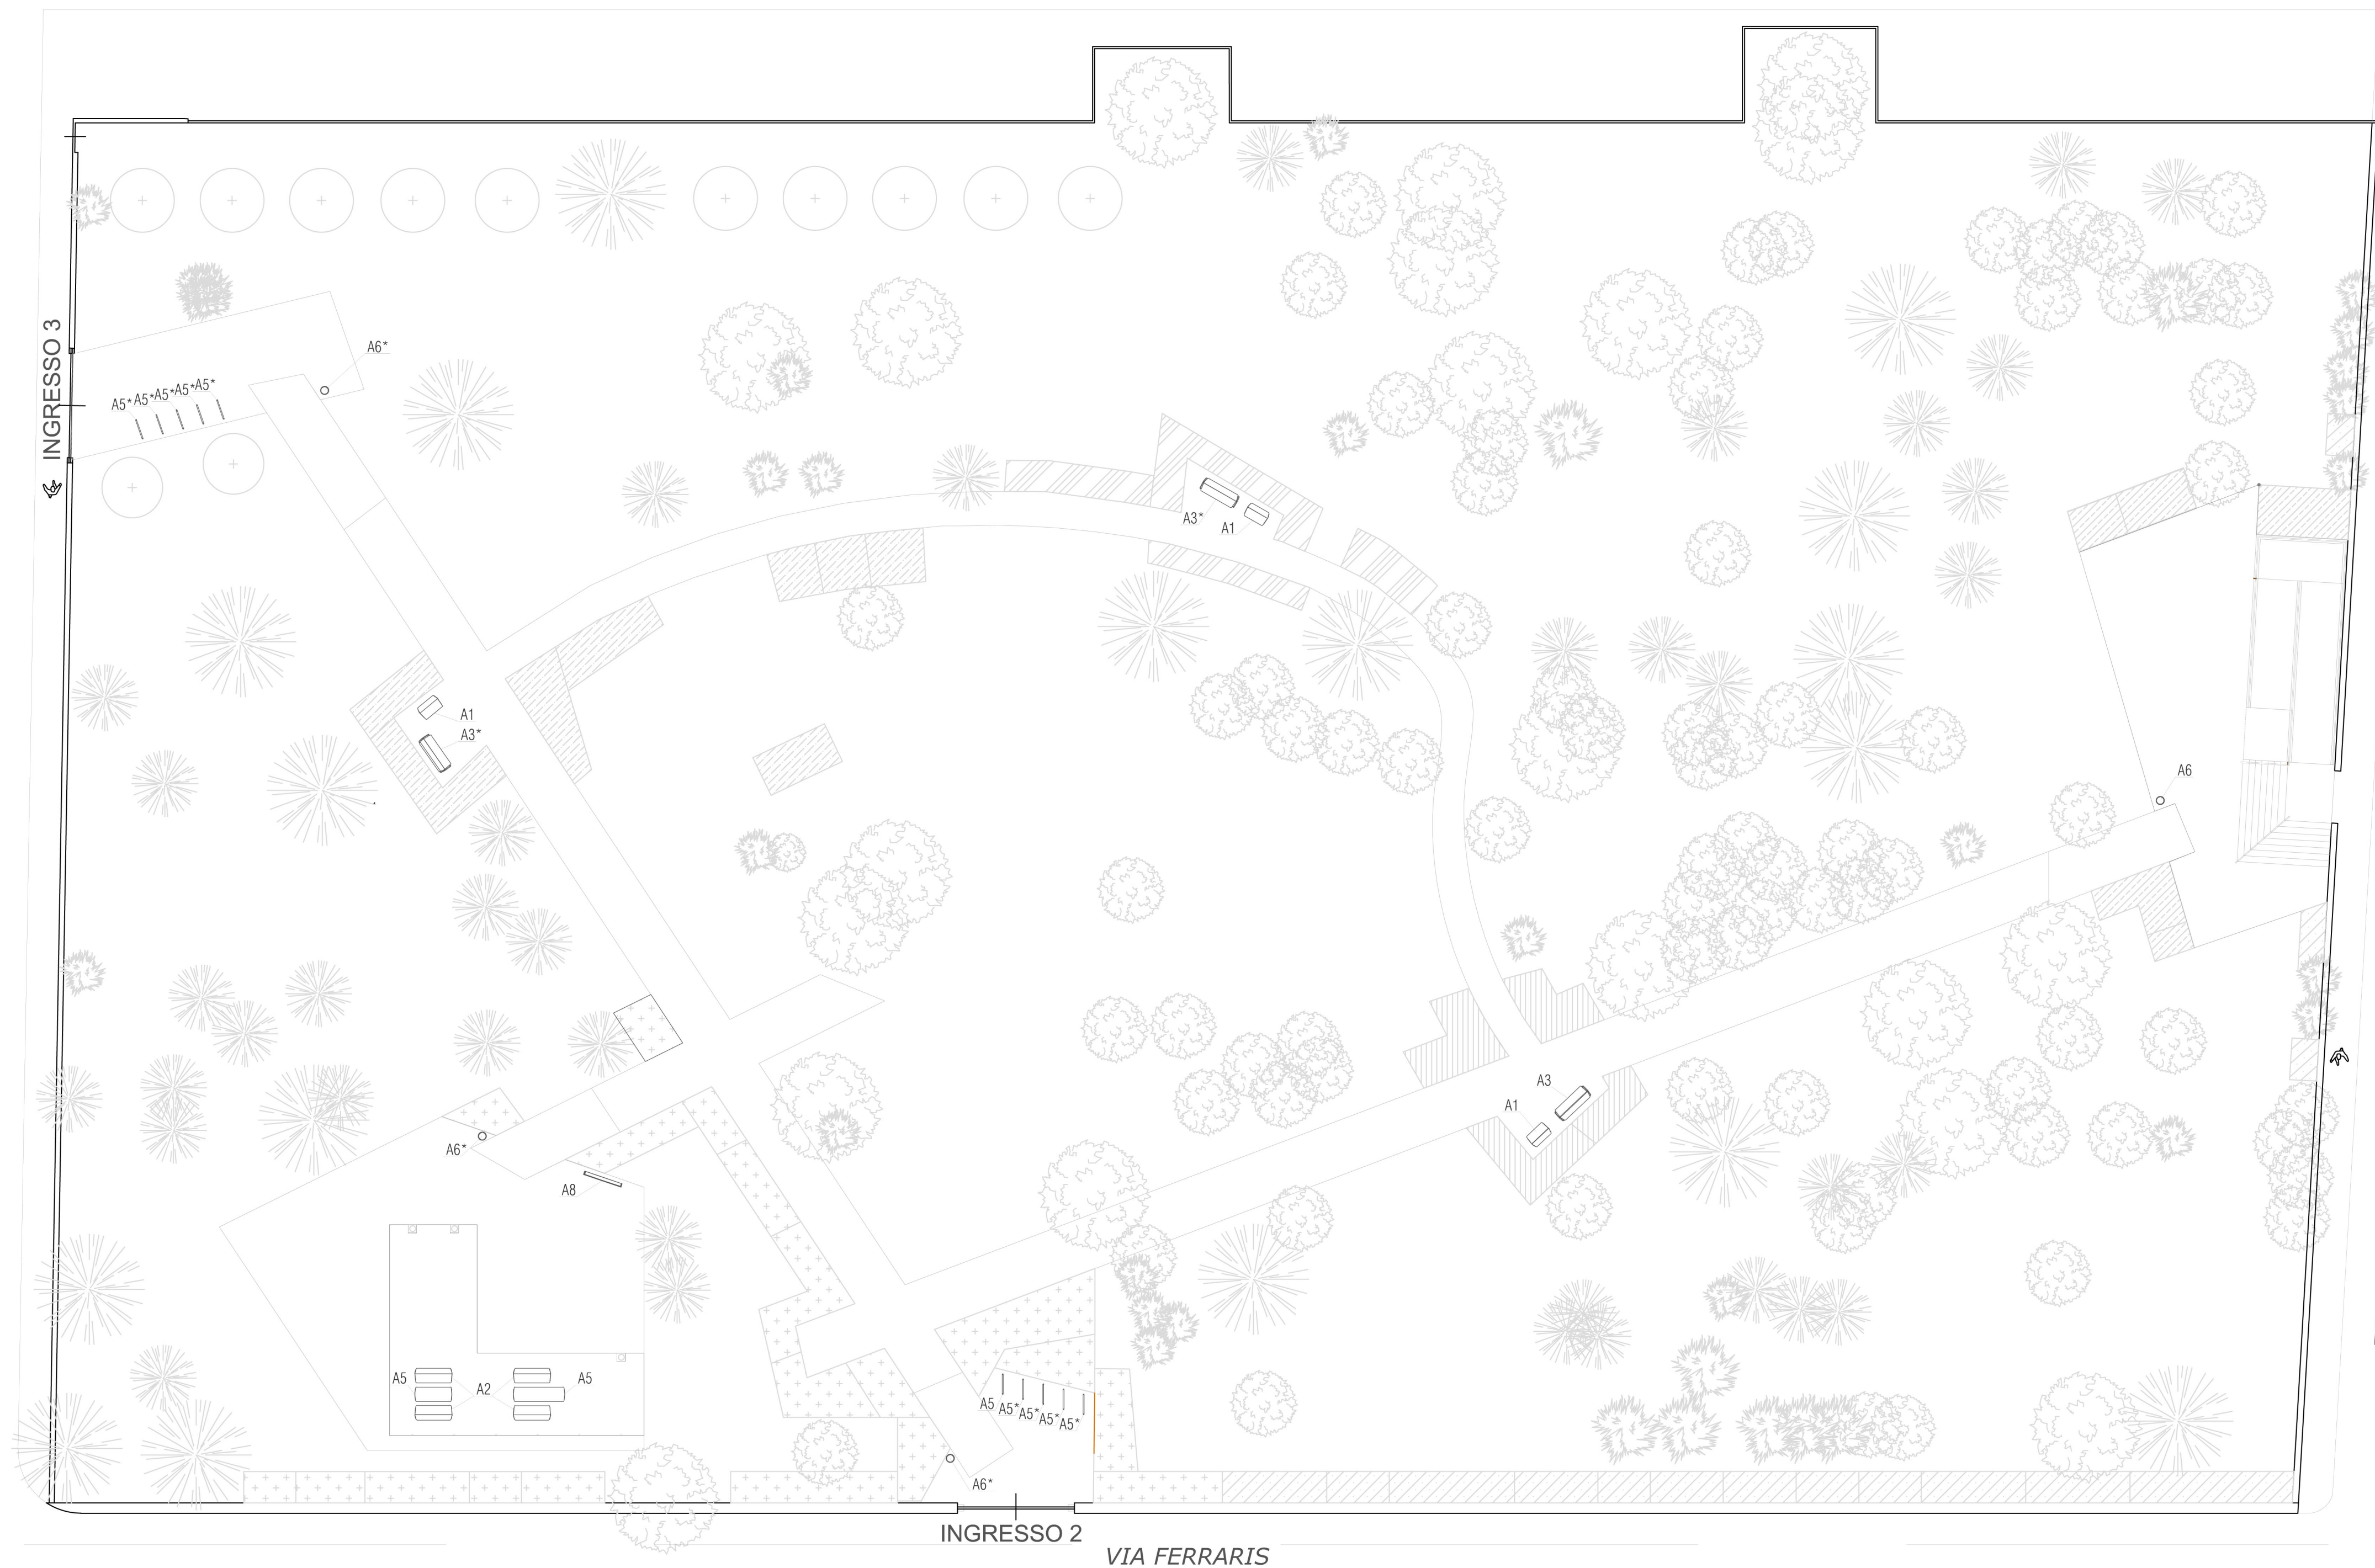 INGRESSO 3
A6*
A5* A5* A5* A5* A5*
A3*
A1
A1
A3*
A6
A3
A1
A6*
A8
A5
A2
A5
A5
A5*
A5*
A5*
A5*
A6*
INGRESSO 2
VIA FERRARIS